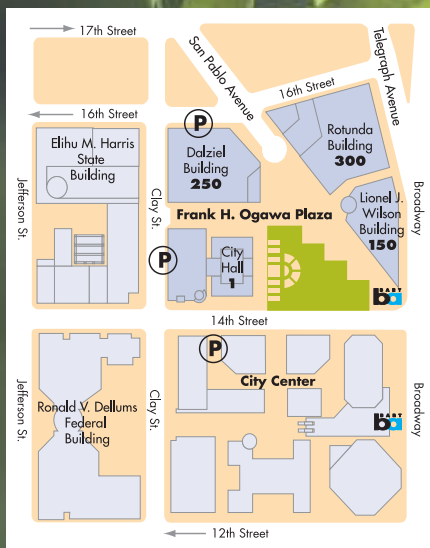 17th Street
San Pablo Avenue
Telegraph Avenue
16th Street
16th Street
P
Elihu M. Harris
State
Building
Dalziel
Building
250
Rotunda
Building
300
Jefferson St.
Clay St.
Frank H. Ogawa Plaza
Lionel J.
Wilson
Building
150
Broadway
P
City
Hall
1
BART
ba
14th Street
P
City Center
Jefferson St.
Ronald V. Dellums
Federal
Building
Clay St.
Broadway
BART
ba
12th Street